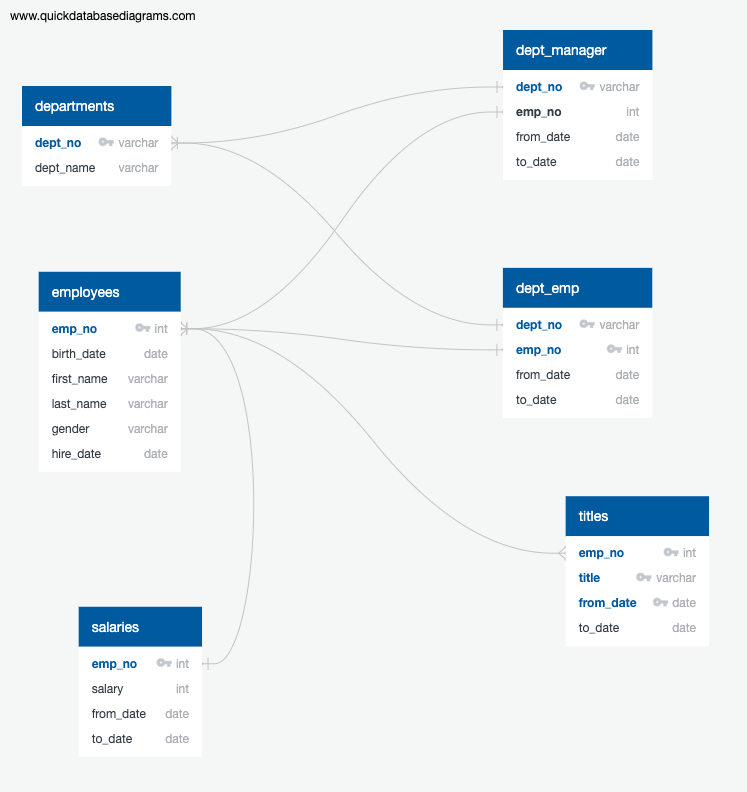 www.quickdatabasediagrams.com
dept_manager
dept_no varchar
emp_no int
from_date date
to_date date
departments
dept_no varchar
dept_name varchar
employees
emp_no int
birth_date date
first_name varchar
last_name varchar
gender varchar
hire_date date
dept_emp
dept_no varchar
emp_no int
from_date date
to_date date
titles
emp_no int
title varchar
from_date date
to_date date
salaries
emp_no int
salary int
from_date date
to_date date